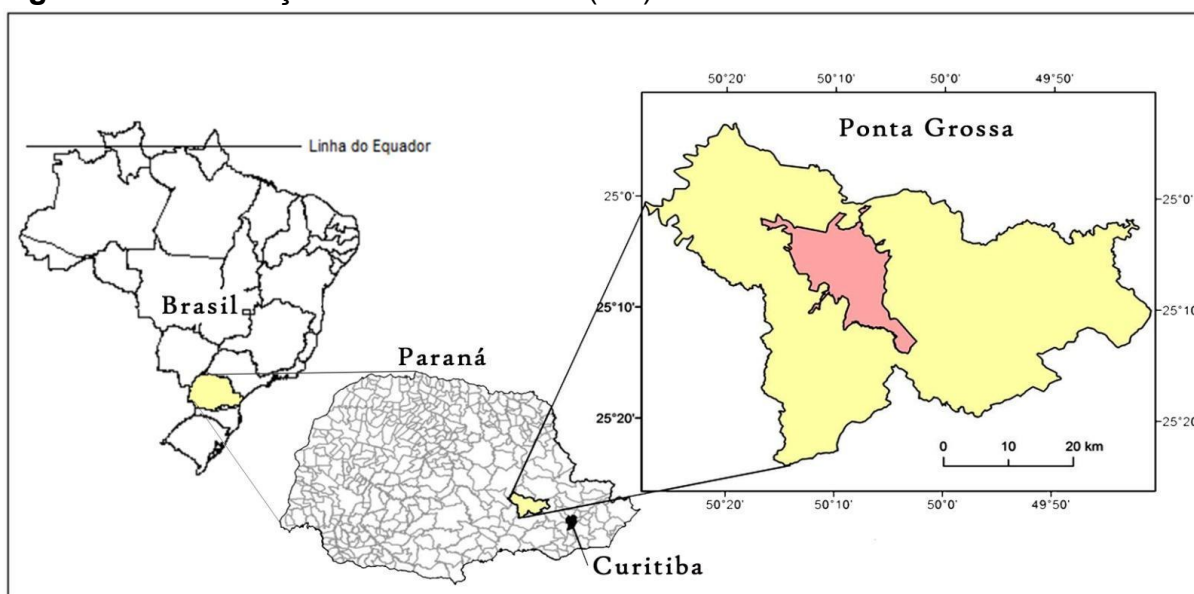 50°20' 50°10' 50°0' 49°50'
Ponta Grossa
Linha do Equador
25°0' 25°0'
Brasil
25°10' 25°10'
Paraná
25°20' 25°20'
0 10 20 km
50°20' 50°10' 50°0' 49°50'
Curitiba